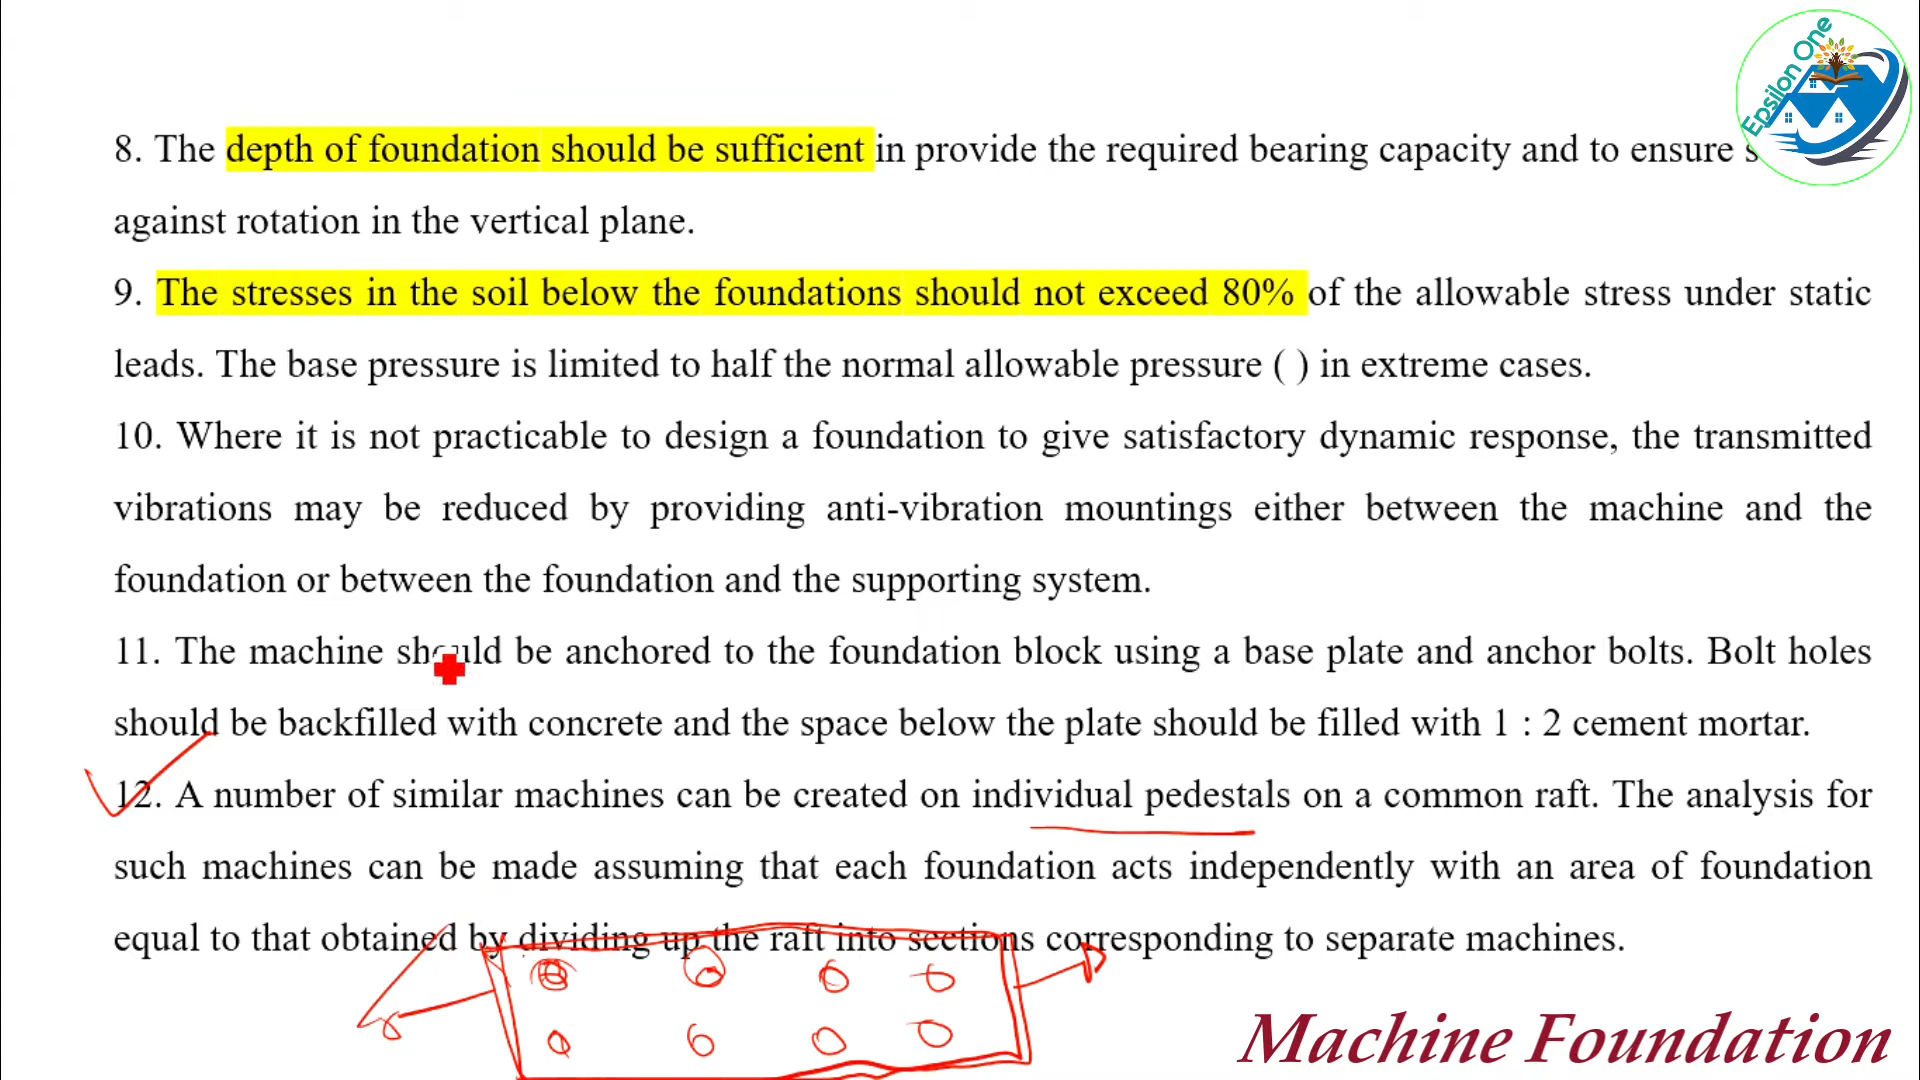 Epsilon One
8. The depth of foundation should be sufficient in provide the required bearing capacity and to ensure
against rotation in the vertical plane.
9. The stresses in the soil below the foundations should not exceed 80% of the allowable stress under static
leads. The base pressure is limited to half the normal allowable pressure ( ) in extreme cases.
10. Where it is not practicable to design a foundation to give satisfactory dynamic response, the transmitted
vibrations may be reduced by providing anti-vibration mountings either between the machine and the
foundation or between the foundation and the supporting system.
11. The machine should be anchored to the foundation block using a base plate and anchor bolts. Bolt holes
should be backfilled with concrete and the space below the plate should be filled with 1 : 2 cement mortar.
12. A number of similar machines can be created on individual pedestals on a common raft. The analysis for
such machines can be made assuming that each foundation acts independently with an area of foundation
equal to that obtained by dividing up the raft into sections corresponding to separate machines.
Machine Foundation